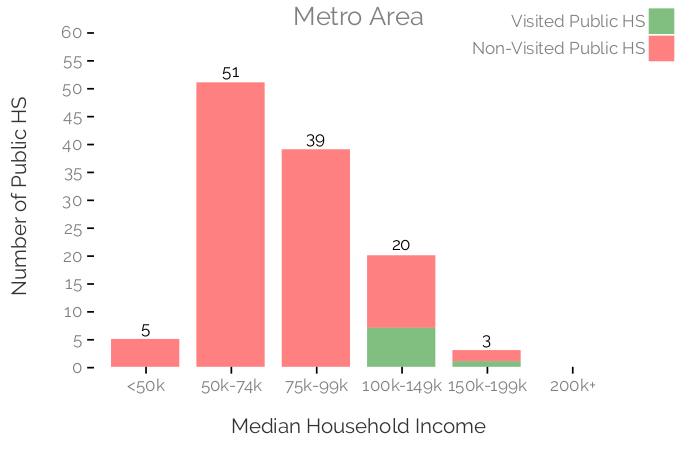 Metro Area
Visited Public HS
Non-Visited Public HS
Number of Public HS
60
55
50
45
40
35
30
25
20
15
10
5
0
5
51
39
20
3
<50k
50k-74k
75k-99k
100k-149k
150k-199k
200k+
Median Household Income